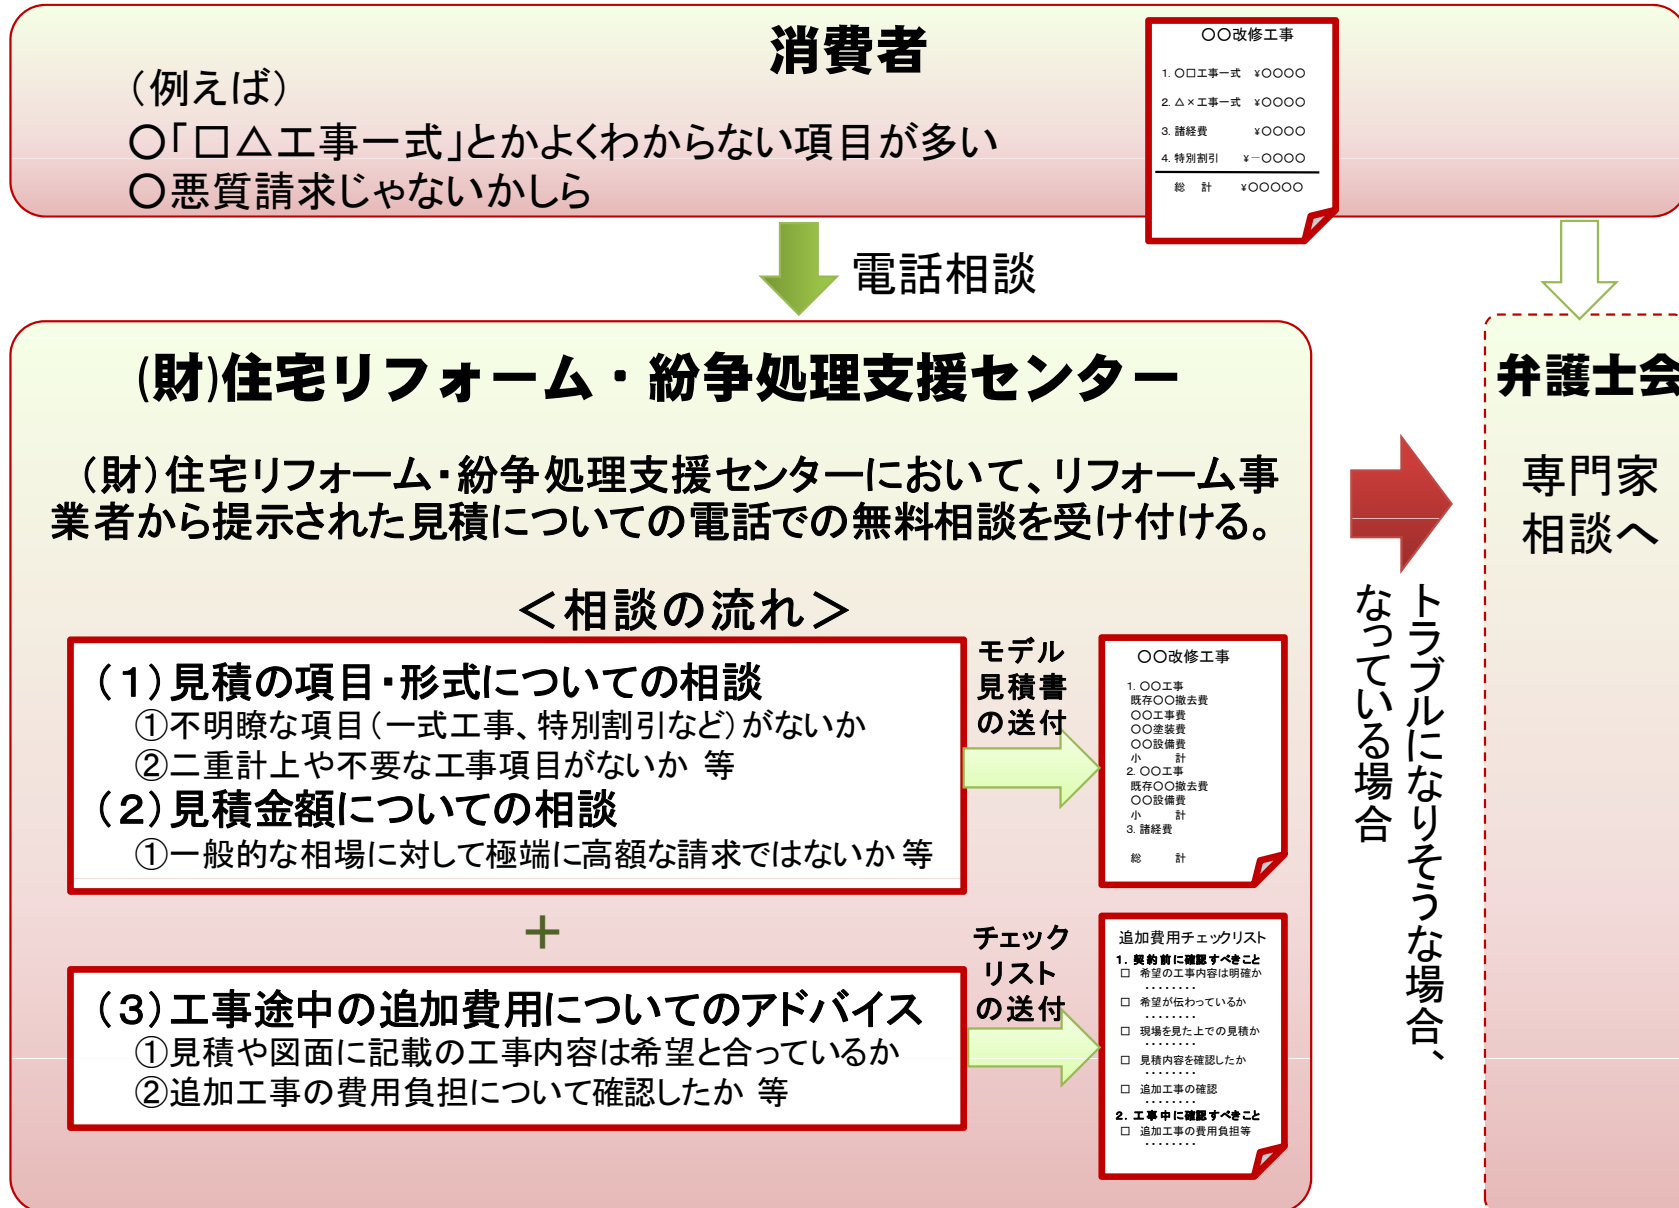 消費者
（例えば）
○「□△工事一式」とかよくわからない項目が多い
○悪質請求じゃないかしら
○○改修工事
1. ○□工事一式 ¥○○○○
2. △×工事一式 ¥○○○○
3. 諸経費 ¥○○○○
4. 特別割引 ¥－○○○○
総 計 ¥○○○○○
電話相談
(財)住宅リフォーム・紛争処理支援センター
（財）住宅リフォーム・紛争処理支援センターにおいて、リフォーム事
業者から提示された見積についての電話での無料相談を受け付ける。
＜相談の流れ＞
（1）見積の項目・形式についての相談
①不明瞭な項目（一式工事、特別割引など）がないか
②二重計上や不要な工事項目がないか 等
（2）見積金額についての相談
①一般的な相場に対して極端に高額な請求ではないか 等
モデル
見積書
の送付
○○改修工事
1. ○○工事
既存○○撤去費
○○工事費
○○塗装費
○○設備費
小 計
2. ○○工事
既存○○撤去費
○○設備費
小 計
3. 諸経費
総 計
＋
（3）工事途中の追加費用についてのアドバイス
①見積や図面に記載の工事内容は希望と合っているか
②追加工事の費用負担について確認したか 等
チェック
リスト
の送付
追加費用チェックリスト
1. 契約前に確認すべきこと
□ 希望の工事内容は明確か
‥‥‥‥
□ 希望が伝わっているか
‥‥‥‥
□ 現場を見た上での見積か
‥‥‥‥
□ 見積内容を確認したか
‥‥‥‥
□ 追加工事の確認
‥‥‥‥
2. 工事中に確認すべきこと
□ 追加工事の費用負担等
‥‥‥‥
トラブルになりそうな場合、
なっている場合
弁護士会
専門家
相談へ